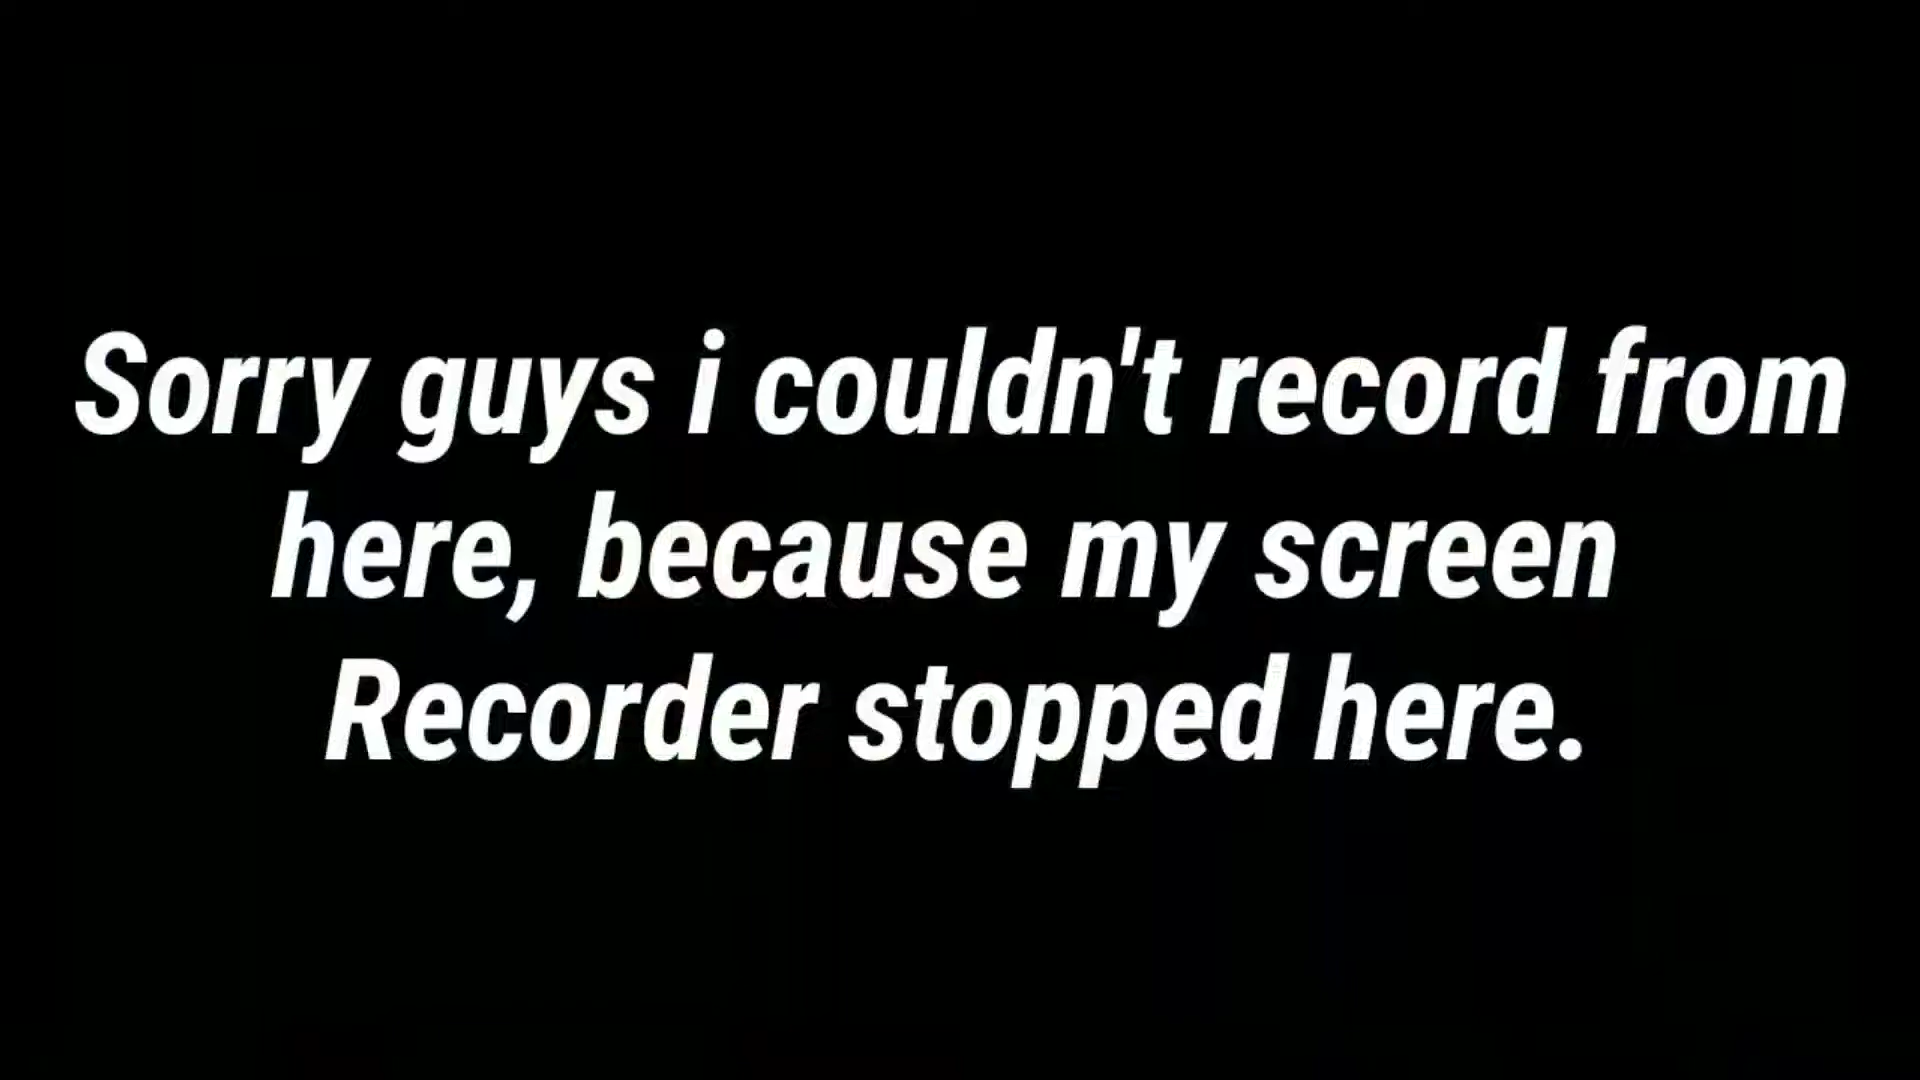 Sorry guys i couldn't record from
here, because my screen
Recorder stopped here.